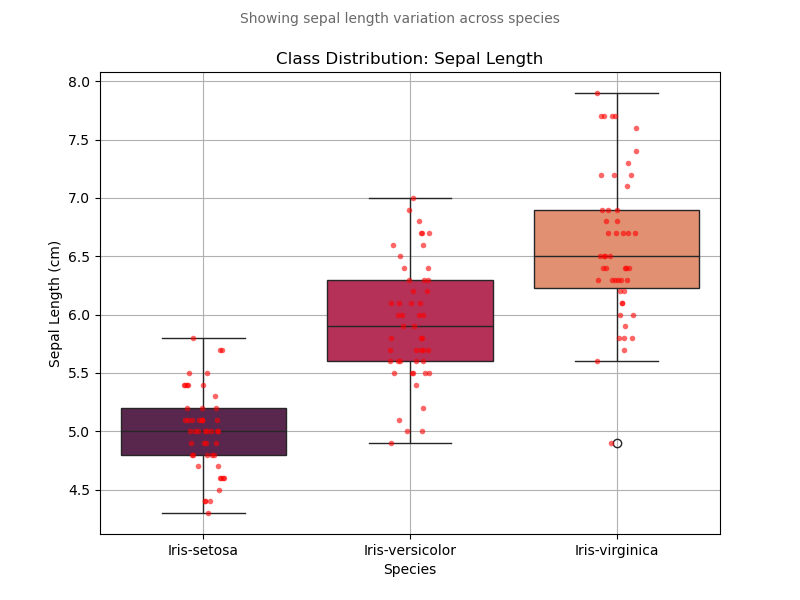 Showing sepal length variation across species
Class Distribution: Sepal Length
Sepal Length (cm)
8.0
7.5
7.0
6.5
6.0
5.5
5.0
4.5
Iris-setosa
Iris-versicolor
Iris-virginica
Species